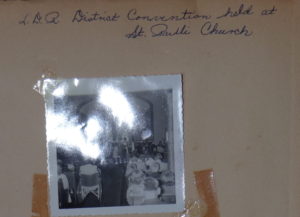 L.D.R. District Convention held at
St. Paul's Church